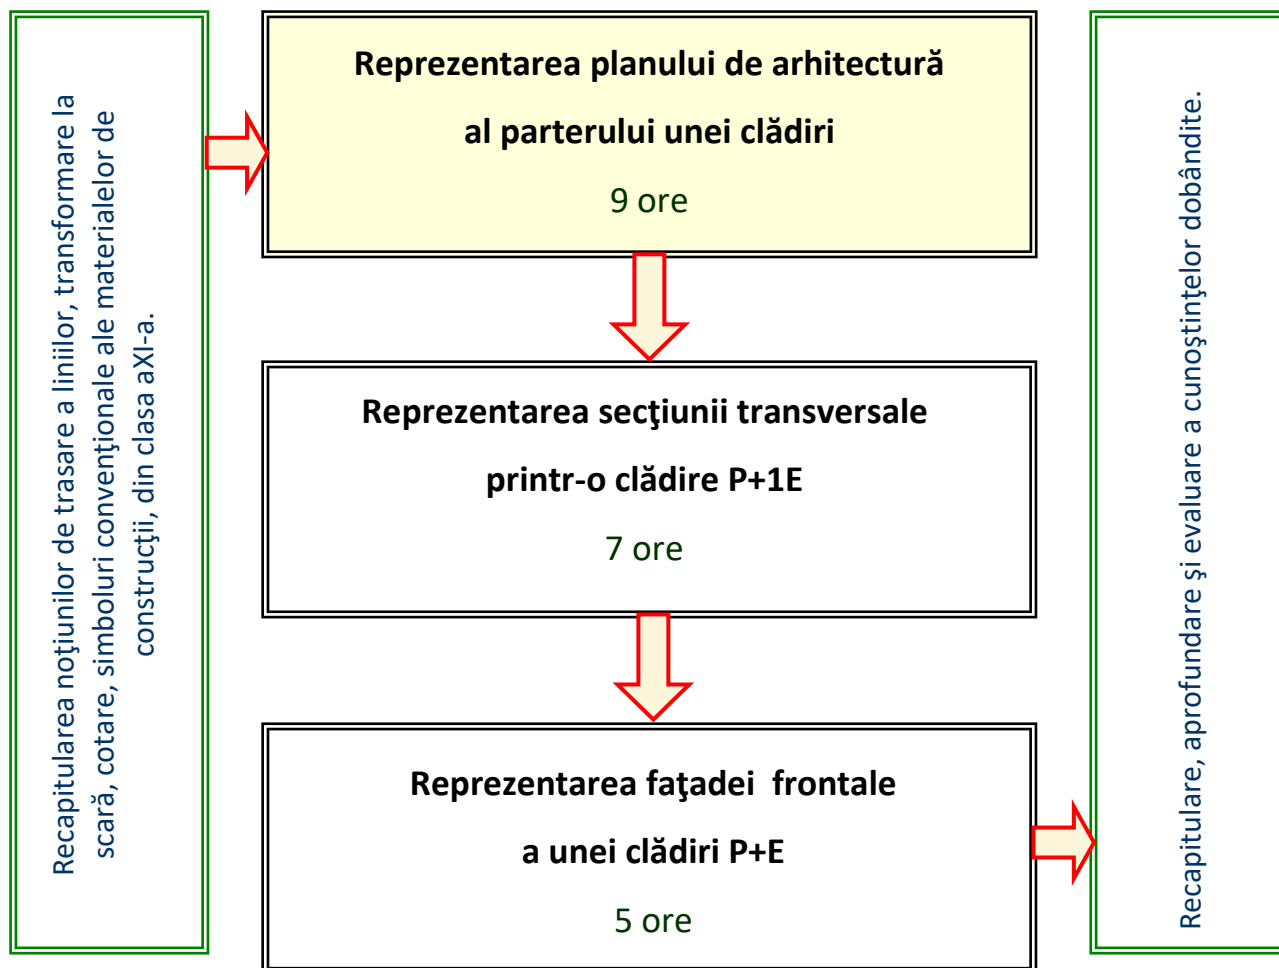 Recapitularea noţiunilor de trasare a liniilor, transformare la
scară, cotare, simboluri convenţionale ale materialelor de
construcţii, din clasa aXI-a.
Reprezentarea planului de arhitectură
al parterului unei clădiri
9 ore
Reprezentarea secţiunii transversale
printr-o clădire P+1E
7 ore
Reprezentarea faţadei frontale
a unei clădiri P+E
5 ore
Recapitulare, aprofundare şi evaluare a cunoştinţelor dobândite.